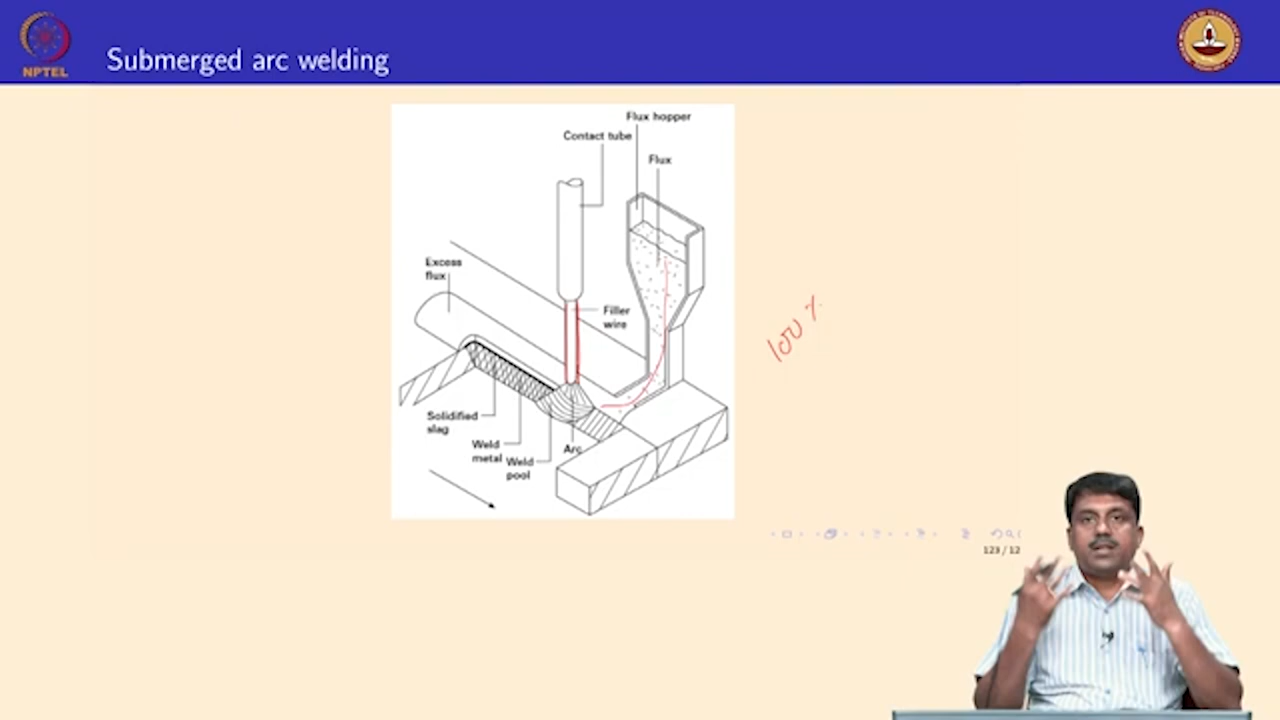 NPTEL
Submerged arc welding
Flux hopper
Contact tube
Flux
Excess
flux
Filler
wire
100 %
Solidified
slag
Weld
metal
Weld
pool
Arc
123 / 12